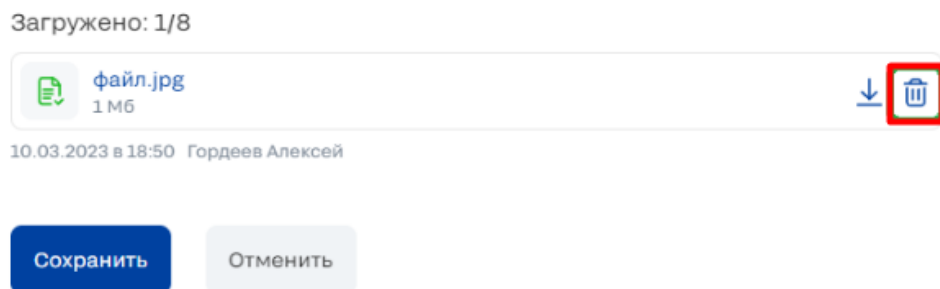 Загружено: 1/8
файл.jpg
1 Мб
10.03.2023 в 18:50 Гордеев Алексей
Сохранить Отменить